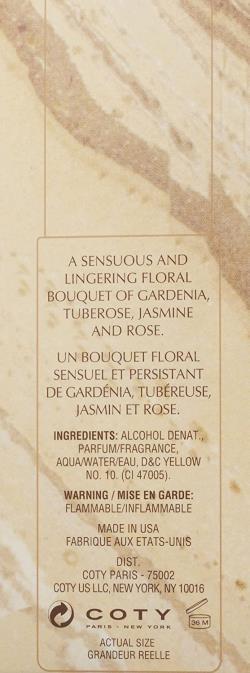 A SENSUOUS AND
LINGERING FLORAL
BOUQUET OF GARDENIA,
TUBEROSE, JASMINE
AND ROSE.
UN BOUQUET FLORAL
SENSUEL ET PERSISTANT
DE GARDÉNIA, TUBÉREUSE,
JASMIN ET ROSE.
INGREDIENTS: ALCOHOL DENAT.,
PARFUM/FRAGRANCE,
AQUA/WATER/EAU, D&C YELLOW
NO. 10. (CI 47005).
WARNING / MISE EN GARDE:
FLAMMABLE/INFLAMMABLE
MADE IN USA
FABRIQUE AUX ETATS-UNIS
DIST.
COTY PARIS - 75002
COTY US LLC, NEW YORK, NY 10016
COTY
PARIS - NEW YORK
36 M
ACTUAL SIZE
GRANDEUR REELLE